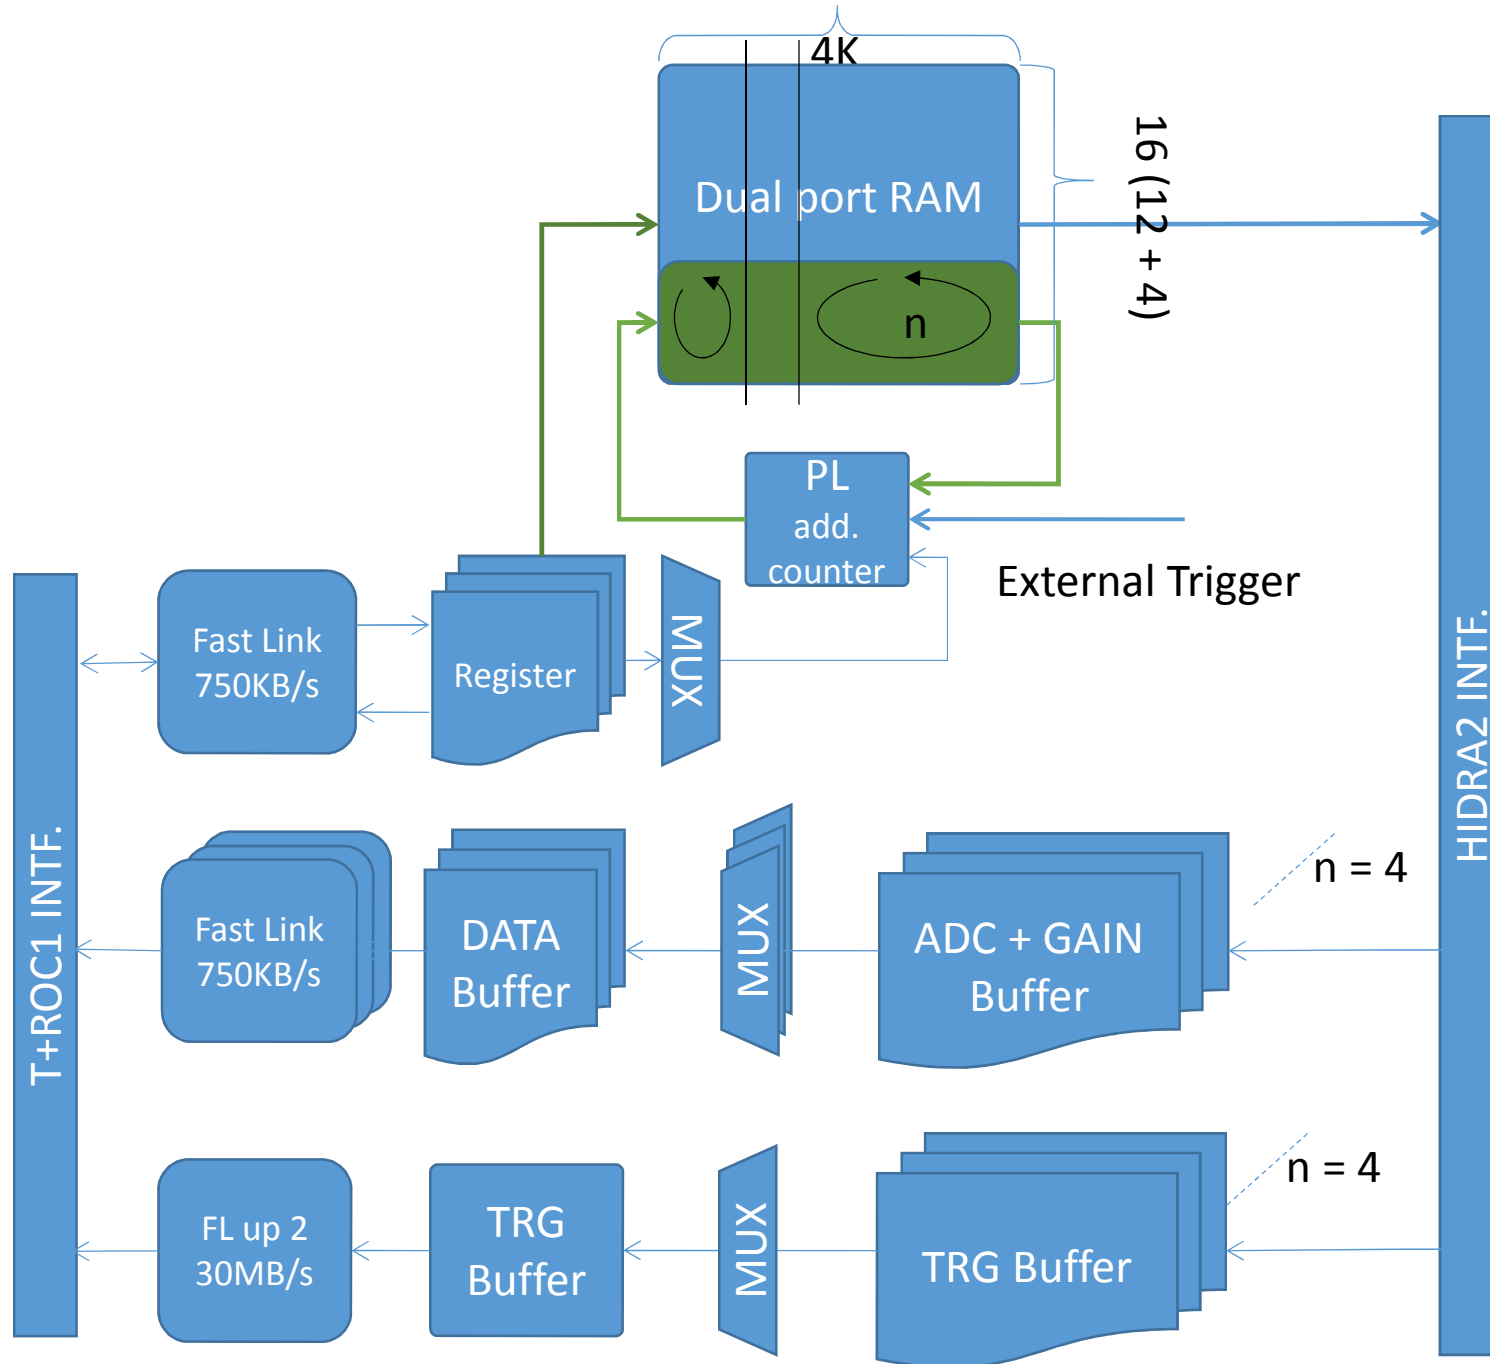 4K
Dual port RAM
16 (12 + 4)
n
PL
add.
counter
External Trigger
Fast Link
750KB/s
Register
MUX
T+ROC1 INTF.
HIDRA2 INTF.
Fast Link
750KB/s
DATA
Buffer
MUX
ADC + GAIN
Buffer
n = 4
FL up 2
30MB/s
TRG
Buffer
MUX
TRG Buffer
n = 4